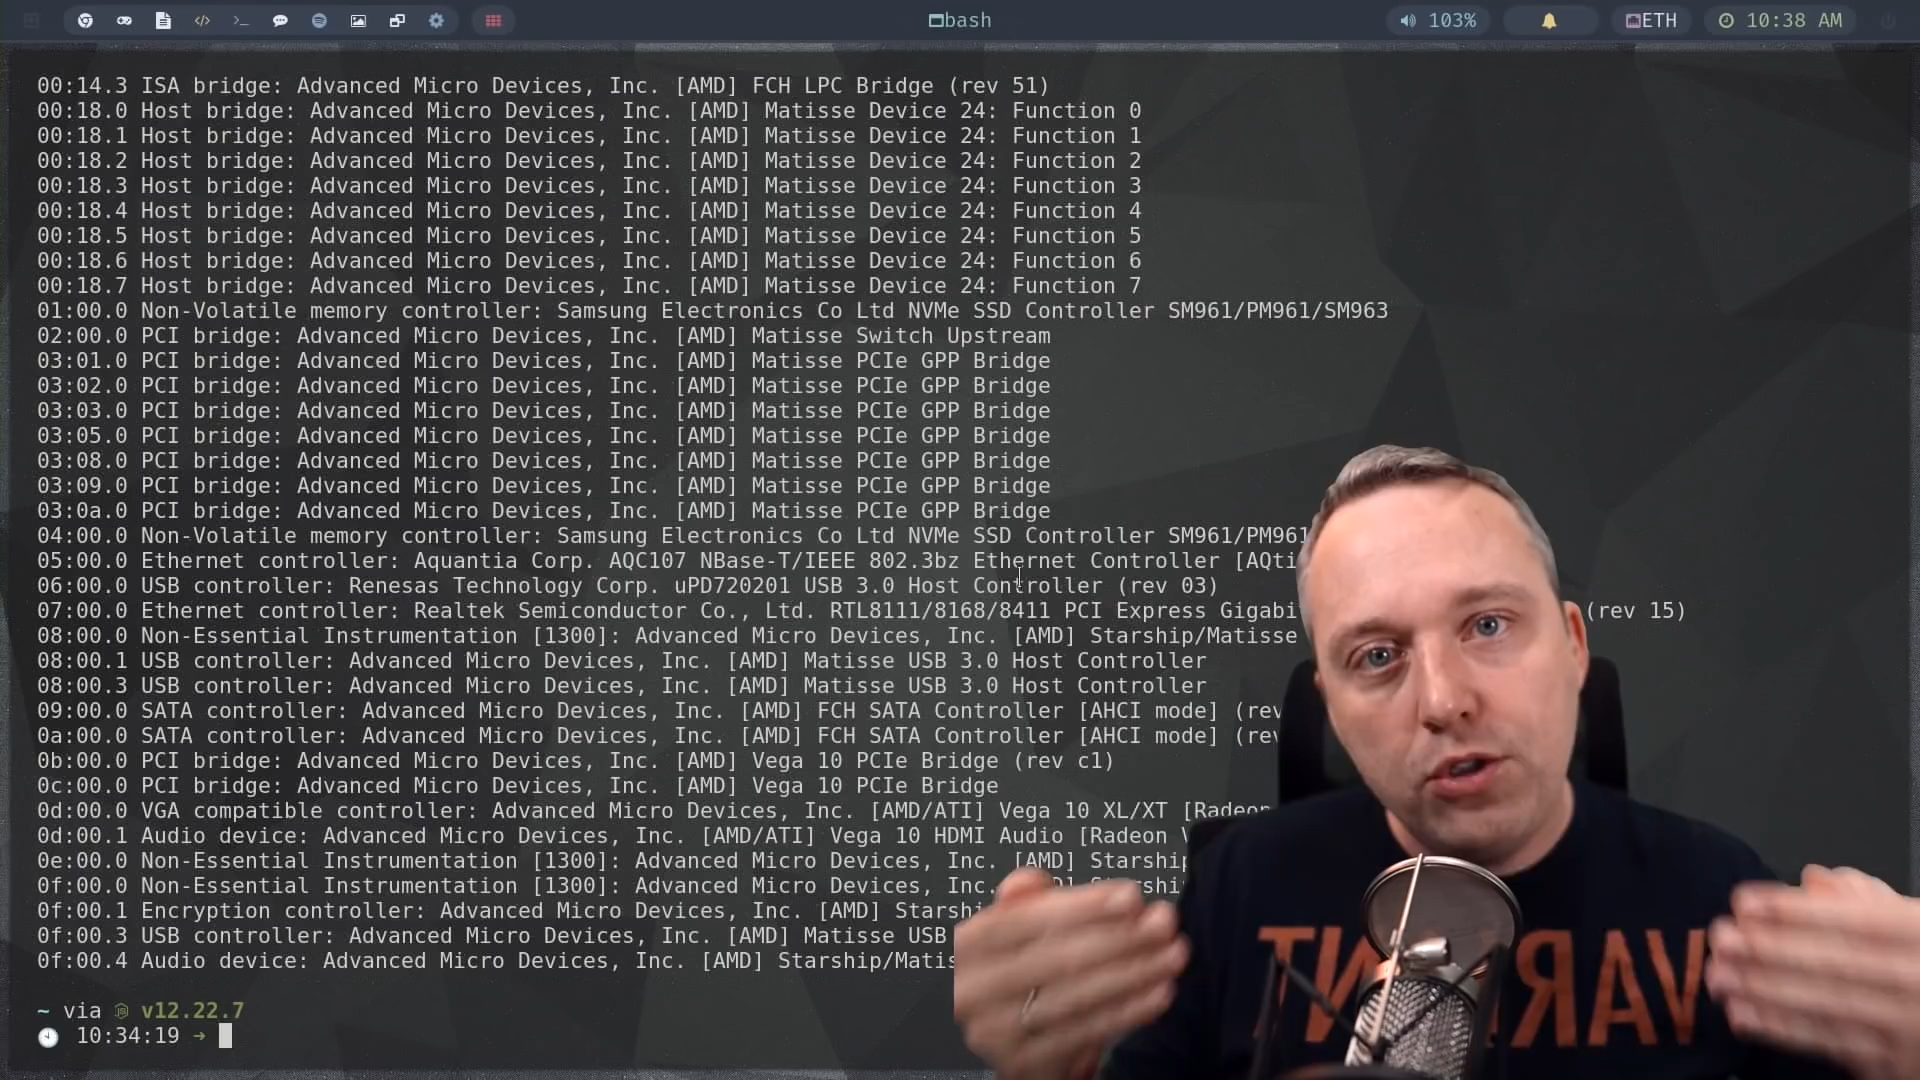 bash
103%
ETH
10:38 AM
00:14.3 ISA bridge: Advanced Micro Devices, Inc. [AMD] FCH LPC Bridge (rev 51)
00:18.0 Host bridge: Advanced Micro Devices, Inc. [AMD] Matisse Device 24: Function 0
00:18.1 Host bridge: Advanced Micro Devices, Inc. [AMD] Matisse Device 24: Function 1
00:18.2 Host bridge: Advanced Micro Devices, Inc. [AMD] Matisse Device 24: Function 2
00:18.3 Host bridge: Advanced Micro Devices, Inc. [AMD] Matisse Device 24: Function 3
00:18.4 Host bridge: Advanced Micro Devices, Inc. [AMD] Matisse Device 24: Function 4
00:18.5 Host bridge: Advanced Micro Devices, Inc. [AMD] Matisse Device 24: Function 5
00:18.6 Host bridge: Advanced Micro Devices, Inc. [AMD] Matisse Device 24: Function 6
00:18.7 Host bridge: Advanced Micro Devices, Inc. [AMD] Matisse Device 24: Function 7
01:00.0 Non-Volatile memory controller: Samsung Electronics Co Ltd NVMe SSD Controller SM961/PM961/SM963
02:00.0 PCI bridge: Advanced Micro Devices, Inc. [AMD] Matisse Switch Upstream
03:01.0 PCI bridge: Advanced Micro Devices, Inc. [AMD] Matisse PCIe GPP Bridge
03:02.0 PCI bridge: Advanced Micro Devices, Inc. [AMD] Matisse PCIe GPP Bridge
03:03.0 PCI bridge: Advanced Micro Devices, Inc. [AMD] Matisse PCIe GPP Bridge
03:05.0 PCI bridge: Advanced Micro Devices, Inc. [AMD] Matisse PCIe GPP Bridge
03:08.0 PCI bridge: Advanced Micro Devices, Inc. [AMD] Matisse PCIe GPP Bridge
03:09.0 PCI bridge: Advanced Micro Devices, Inc. [AMD] Matisse PCIe GPP Bridge
03:0a.0 PCI bridge: Advanced Micro Devices, Inc. [AMD] Matisse PCIe GPP Bridge
04:00.0 Non-Volatile memory controller: Samsung Electronics Co Ltd NVMe SSD Controller SM961/PM961
05:00.0 Ethernet controller: Aquantia Corp. AQC107 NBase-T/IEEE 802.3bz Ethernet Controller [AQti
06:00.0 USB controller: Renesas Technology Corp. uPD720201 USB 3.0 Host Controller (rev 03)
07:00.0 Ethernet controller: Realtek Semiconductor Co., Ltd. RTL8111/8168/8411 PCI Express Gigabi (rev 15)
08:00.0 Non-Essential Instrumentation [1300]: Advanced Micro Devices, Inc. [AMD] Starship/Matisse
08:00.1 USB controller: Advanced Micro Devices, Inc. [AMD] Matisse USB 3.0 Host Controller
08:00.3 USB controller: Advanced Micro Devices, Inc. [AMD] Matisse USB 3.0 Host Controller
09:00.0 SATA controller: Advanced Micro Devices, Inc. [AMD] FCH SATA Controller [AHCI mode] (rev
0a:00.0 SATA controller: Advanced Micro Devices, Inc. [AMD] FCH SATA Controller [AHCI mode] (rev
0b:00.0 PCI bridge: Advanced Micro Devices, Inc. [AMD] Vega 10 PCIe Bridge (rev c1)
0c:00.0 PCI bridge: Advanced Micro Devices, Inc. [AMD] Vega 10 PCIe Bridge
0d:00.0 VGA compatible controller: Advanced Micro Devices, Inc. [AMD/ATI] Vega 10 XL/XT [Radeon
0d:00.1 Audio device: Advanced Micro Devices, Inc. [AMD/ATI] Vega 10 HDMI Audio [Radeon
0e:00.0 Non-Essential Instrumentation [1300]: Advanced Micro Devices, Inc. [AMD] Starship
0f:00.0 Non-Essential Instrumentation [1300]: Advanced Micro Devices, Inc.
0f:00.1 Encryption controller: Advanced Micro Devices, Inc. [AMD] Starshi
0f:00.3 USB controller: Advanced Micro Devices, Inc. [AMD] Matisse USB
0f:00.4 Audio device: Advanced Micro Devices, Inc. [AMD] Starship/Matis
~ via v12.22.7
10:34:19 →